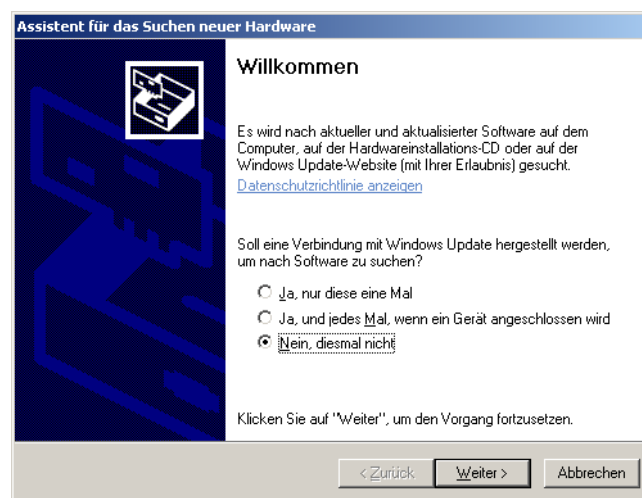 Assistent für das Suchen neuer Hardware
Willkommen
Es wird nach aktueller und aktualisierter Software auf dem
Computer, auf der Hardwareinstallations-CD oder auf der
Windows Update-Website (mit Ihrer Erlaubnis) gesucht.
Datenschutzrichtlinie anzeigen
Soll eine Verbindung mit Windows Update hergestellt werden,
um nach Software zu suchen?
Ja, nur diese eine Mal
Ja, und jedes Mal, wenn ein Gerät angeschlossen wird
Nein, diesmal nicht
Klicken Sie auf "Weiter", um den Vorgang fortzusetzen.
< Zurück Weiter > Abbrechen